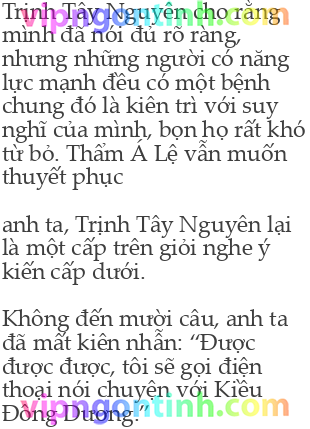 Trịnh Tây Nguyên cho rằng
mình đã nói đủ rõ ràng,
nhưng những người có năng
lực mạnh đều có một bệnh
chung đó là kiên trì với suy
nghĩ của mình, bọn họ rất khó
từ bỏ. Thẩm Á Lệ vẫn muốn
thuyết phục
anh ta, Trịnh Tây Nguyên lại
là một cấp trên giỏi nghe ý
kiến cấp dưới.
Không đến mười câu, anh ta
đã mất kiên nhẫn: “Được
được được, tôi sẽ gọi điện
thoại nói chuyện với Kiều
Đông Dương.”
vipngontinh.com
vipngontinh.com